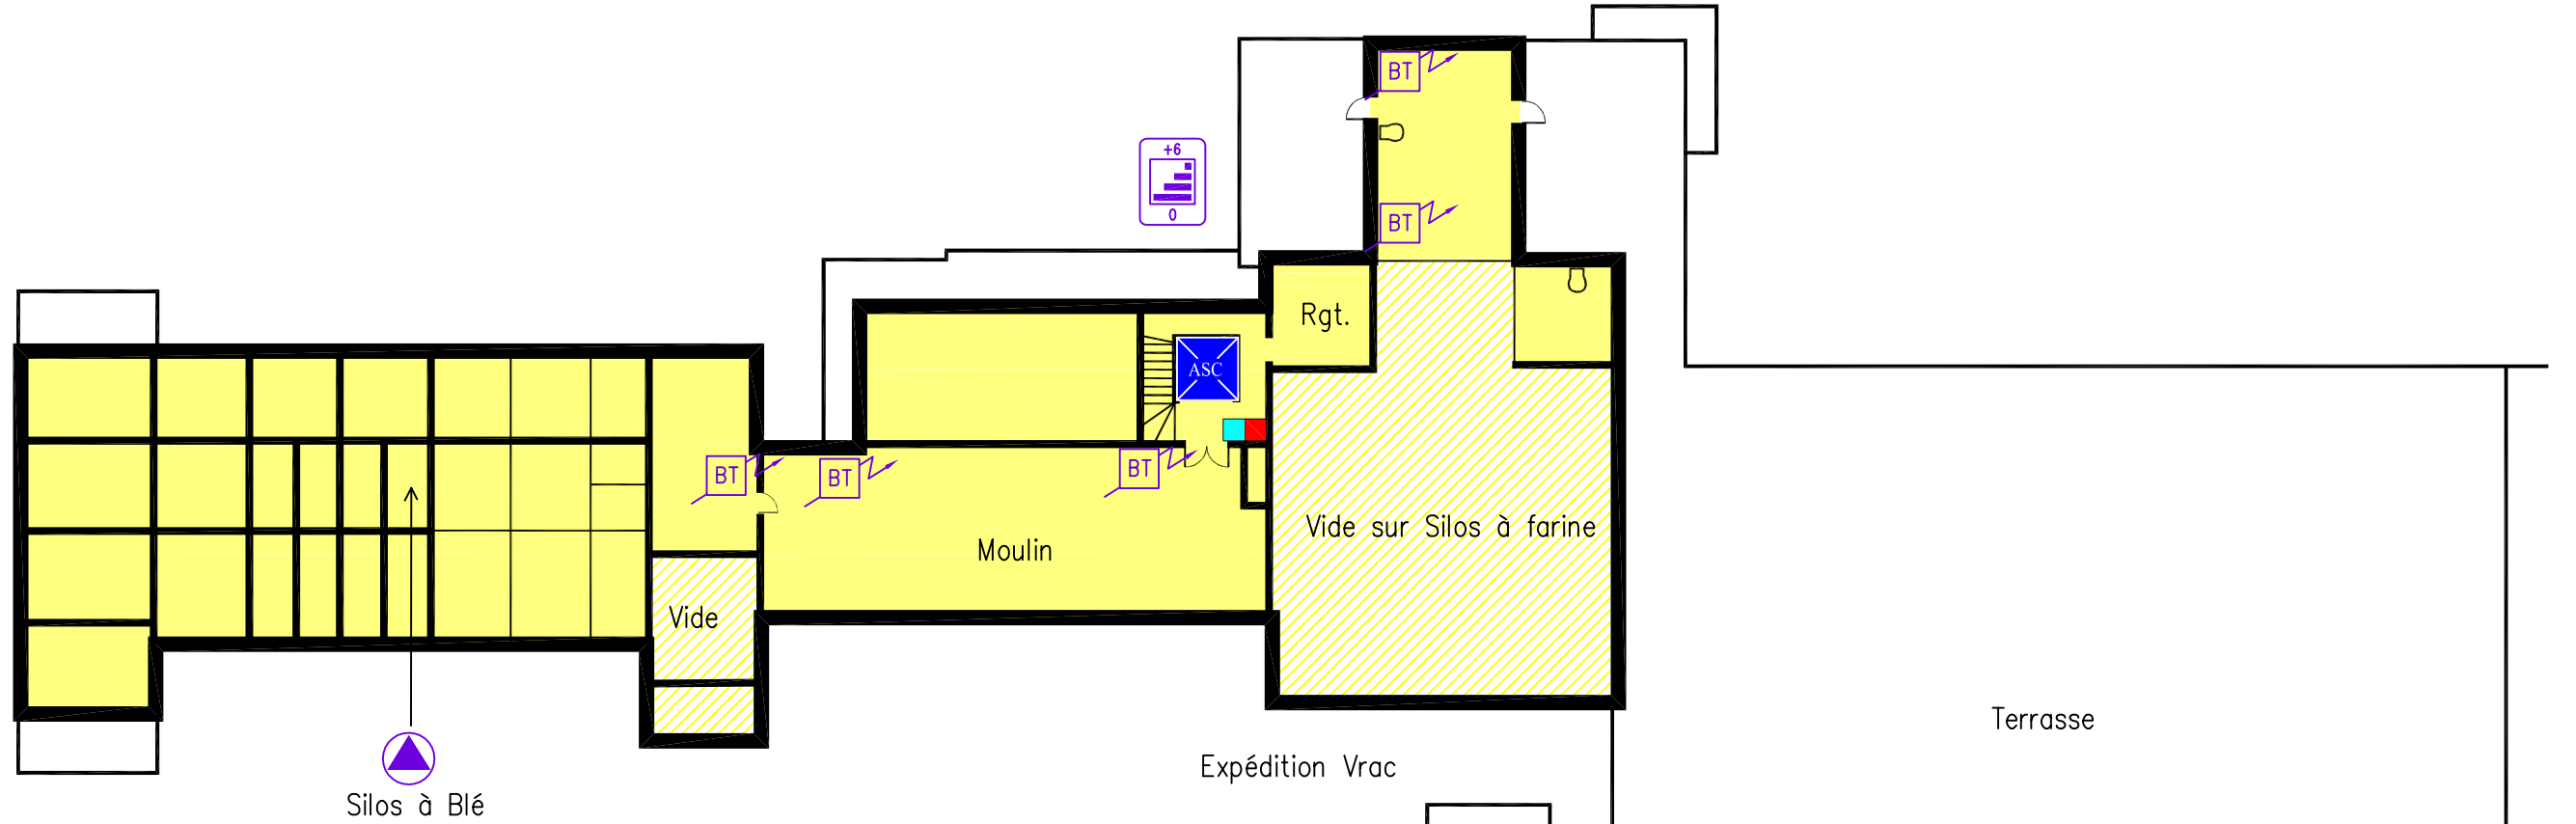 BT
+6
0
BT
Rgt.
ASC
BT
BT
BT
Vide sur Silos à farine
Moulin
Vide
Terrasse
Expédition Vrac
Silos à Blé